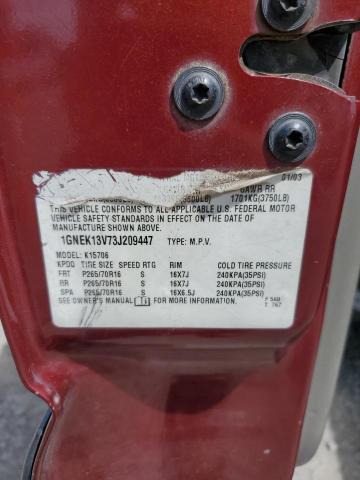 01/03
GAWR RR
1701KG(3750LB)
THIS VEHICLE CONFORMS TO ALL APPLICABLE U.S. FEDERAL MOTOR
VEHICLE SAFETY STANDARDS IN EFFECT ON THE DATE OF
MANUFACTURE SHOWN ABOVE.
1GNEK13V73J209447 TYPE: M.P.V.
MODEL: K15706
KPDQ TIRE SIZE SPEED RTG RIM COLD TIRE PRESSURE
FRT P265/70R16 S 16X7J 240KPA(35PSI)
RR P265/70R16 S 16X7J 240KPA(35PSI)
SPA P265/70R16 S 16X6.5J 240KPA(35PSI)
SEE OWNER'S MANUAL FOR MORE INFORMATION.